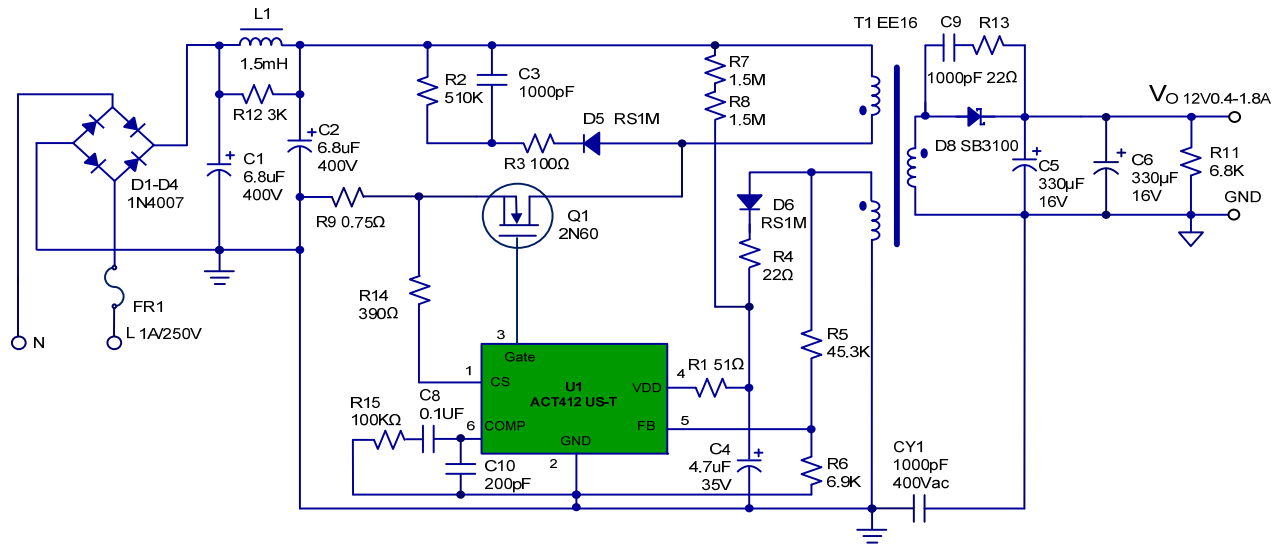 L1
1.5mH
R12 3K
C1
6.8uF
400V
C2
6.8uF
400V
D1-D4
1N4007
FR1
L 1A/250V
N
R2
510K
C3
1000pF
D5 RS1M
R3 100Ω
R7
1.5M
R8
1.5M
T1 EE16
C9
R13
1000pF 22Ω
D8 SB3100
VO 12V0.4-1.8A
C5
330µF
16V
C6
330µF
16V
R11
6.8K
GND
R9 0.75Ω
Q1
2N60
D6
RS1M
R4
22Ω
R14
390Ω
R5
45.3K
3
Gate
1
CS
U1
ACT412 US-T
VDD
4
R1 51Ω
R15
100KΩ
C8
0.1UF
6
COMP
FB
5
GND
2
C10
200pF
C4
4.7uF
35V
R6
6.9K
CY1
1000pF
400Vac